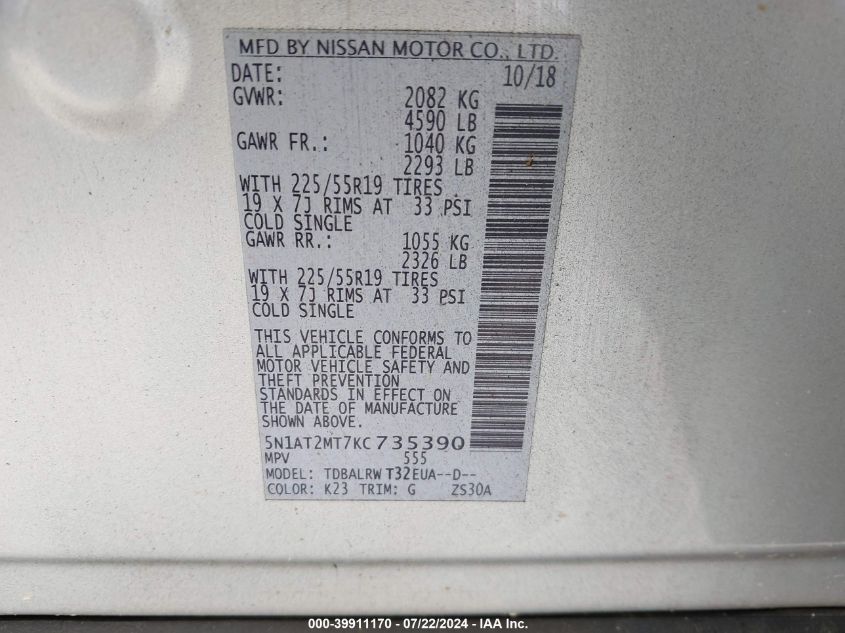 MFD BY NISSAN MOTOR CO., LTD.
DATE: 10/18
GVWR: 2082 KG
4590 LB
GAWR FR.: 1040 KG
2293 LB
WITH 225/55R19 TIRES
19 X 7J RIMS AT 33 PSI
COLD SINGLE
GAWR RR.: 1055 KG
2326 LB
WITH 225/55R19 TIRES
19 X 7J RIMS AT 33 PSI
COLD SINGLE
THIS VEHICLE CONFORMS TO
ALL APPLICABLE FEDERAL
MOTOR VEHICLE SAFETY AND
THEFT PREVENTION
STANDARDS IN EFFECT ON
THE DATE OF MANUFACTURE
SHOWN ABOVE.
5N1AT2MT7KC735390
MPV 555
MODEL: TDBALRW T32EUA--D--
COLOR: K23 TRIM: G ZS30A
000-39911170 - 07/22/2024 - IAA Inc.